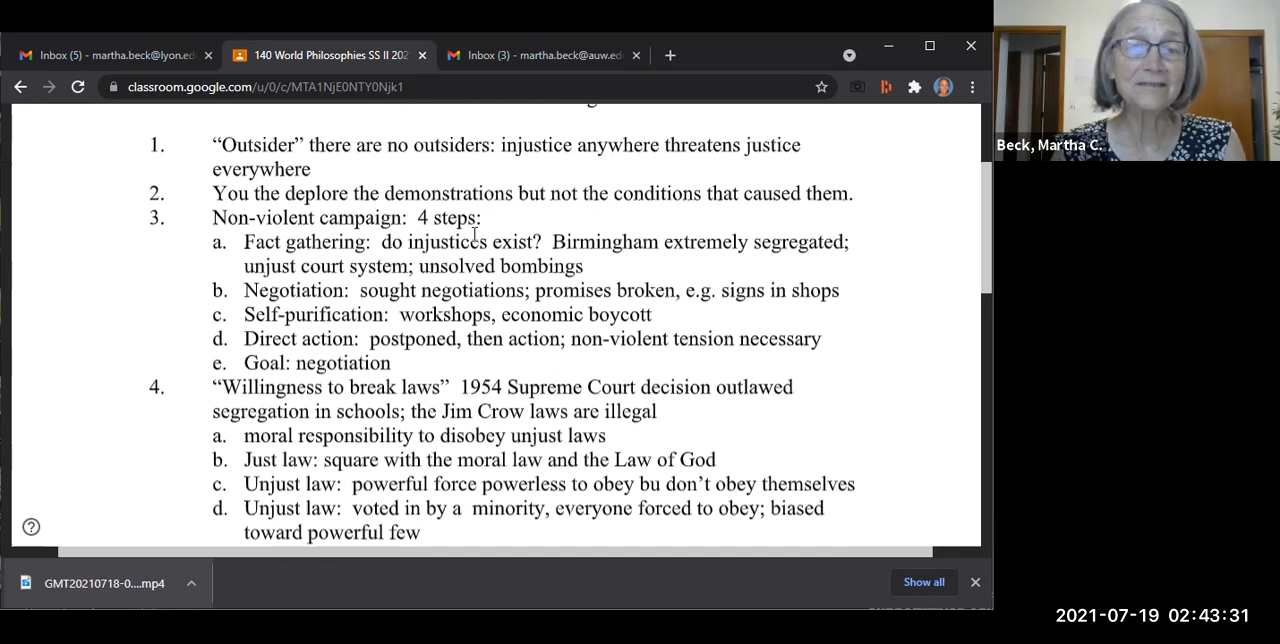 Inbox (5) - martha.beck@lyon.ed
140 World Philosophies SS II 202
Inbox (3) - martha.beck@auw.ed
classroom.google.com/u/0/c/MTA1NjE0NTY0Njk1
1. “Outsider” there are no outsiders: injustice anywhere threatens justice
everywhere
2. You the deplore the demonstrations but not the conditions that caused them.
3. Non-violent campaign: 4 steps:
a. Fact gathering: do injustices exist? Birmingham extremely segregated;
unjust court system; unsolved bombings
b. Negotiation: sought negotiations; promises broken, e.g. signs in shops
c. Self-purification: workshops, economic boycott
d. Direct action: postponed, then action; non-violent tension necessary
e. Goal: negotiation
4. “Willingness to break laws” 1954 Supreme Court decision outlawed
segregation in schools; the Jim Crow laws are illegal
a. moral responsibility to disobey unjust laws
b. Just law: square with the moral law and the Law of God
c. Unjust law: powerful force powerless to obey bu don’t obey themselves
d. Unjust law: voted in by a minority, everyone forced to obey; biased
toward powerful few
GMT20210718-0....mp4
Show all
Beck, Martha C.
2021-07-19 02:43:31